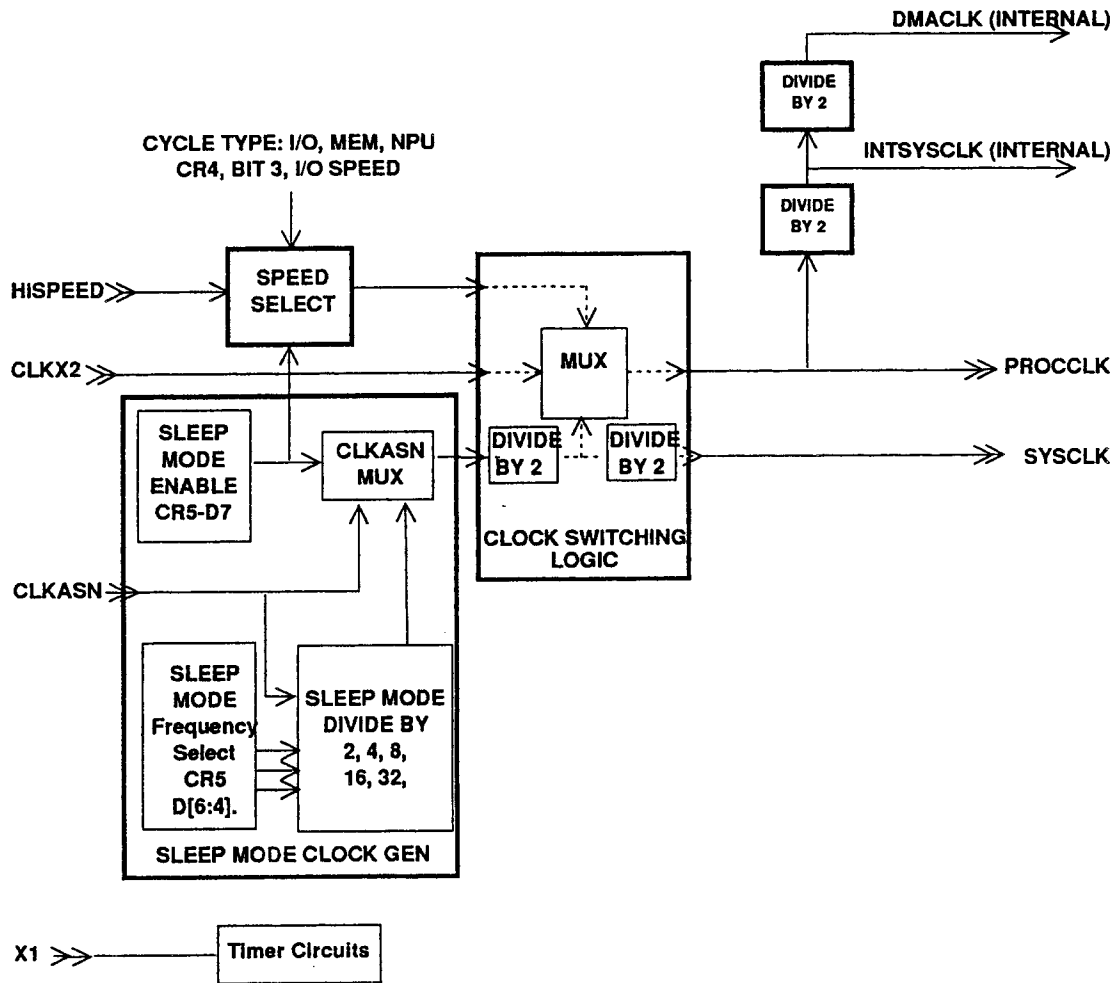 DMACLK (INTERNAL)
DIVIDE
BY 2
CYCLE TYPE: I/O, MEM, NPU
CR4, BIT 3, I/O SPEED
INTSYSCLK (INTERNAL)
DIVIDE
BY 2
HISPEED
SPEED
SELECT
CLKX2
MUX
PROCCLK
SLEEP
MODE
ENABLE
CR5-D7
CLKASN
MUX
DIVIDE
BY 2
DIVIDE
BY 2
SYSCLK
CLOCK SWITCHING
LOGIC
CLKASN
SLEEP
MODE
Frequency
Select
CR5
D[6:4].
SLEEP MODE
DIVIDE BY
2, 4, 8,
16, 32,
SLEEP MODE CLOCK GEN
X1
Timer Circuits